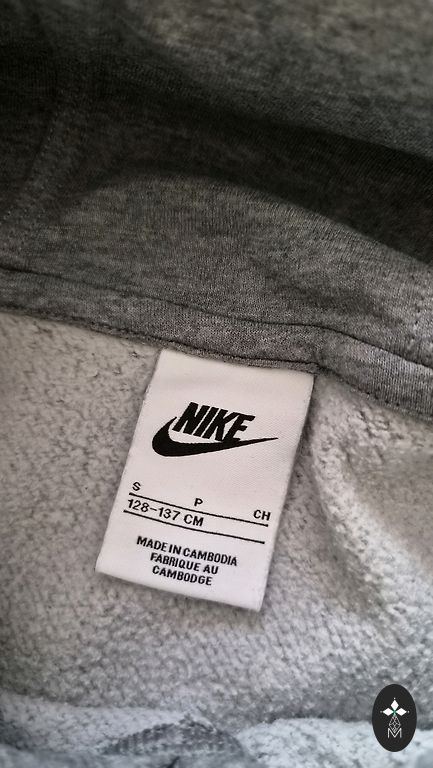 NIKE
S P CH
128-137 CM
MADE IN CAMBODIA
FABRIQUE AU
CAMBODGE
M